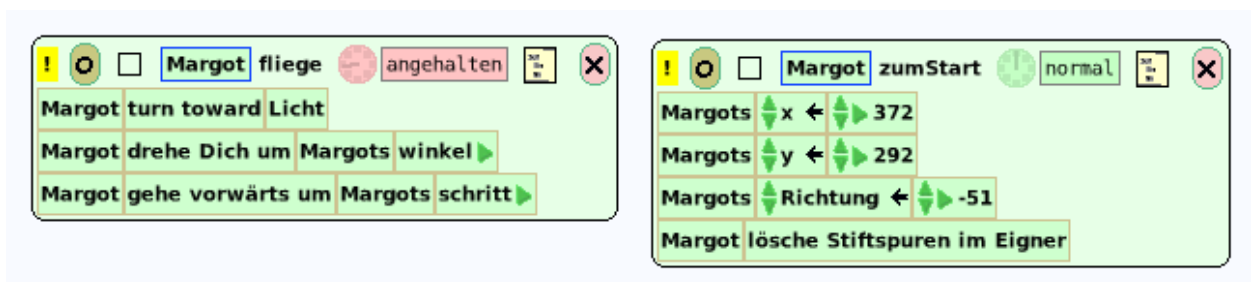 ! O Margot fliege angehalten
Margot turn toward Licht
Margot drehe Dich um Margots winkel
Margot gehe vorwärts um Margots schritt
! O Margot zumStart normal
Margots x ← 372
Margots y ← 292
Margots Richtung ← -51
Margot lösche Stiftspuren im Eigner